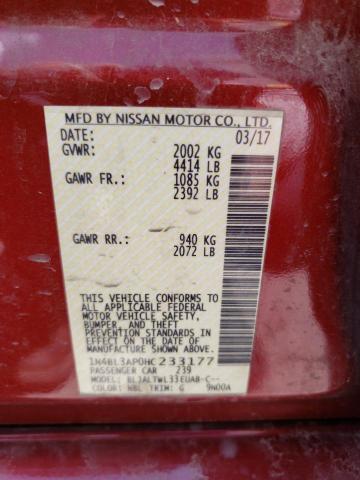 MFD BY NISSAN MOTOR CO., LTD.
DATE: 03/17
GVWR: 2002 KG
4414 LB
GAWR FR.: 1085 KG
2392 LB
GAWR RR.: 940 KG
2072 LB
THIS VEHICLE CONFORMS TO
ALL APPLICABLE FEDERAL
MOTOR VEHICLE SAFETY,
BUMPER, AND THEFT
PREVENTION STANDARDS IN
EFFECT ON THE DATE OF
MANUFACTURE SHOWN ABOVE.
1N4BL3AP0HC233177
PASSENGER CAR 239
MODEL: BLJALTWL33EUAB-C--
COLOR: NBL TRIM: G 9N00A